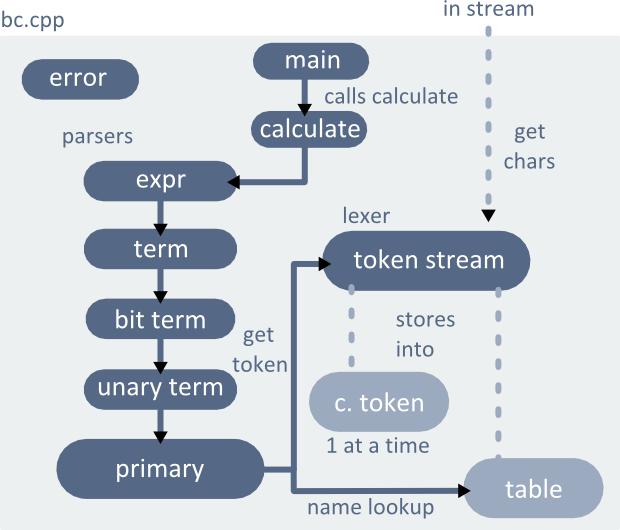 in stream
bc.cpp
main
error
calls calculate
get
chars
calculate
parsers
expr
lexer
term
token stream
bit term
stores
into
get
token
unary term
c. token
1 at a time
primary
table
name lookup